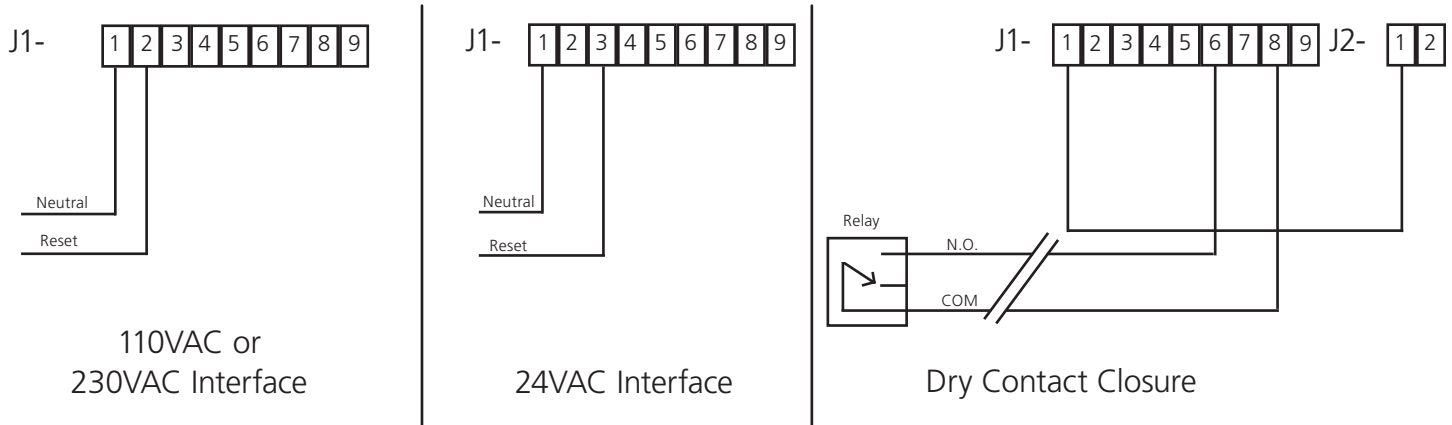 J1- 1 2 3 4 5 6 7 8 9
Neutral
Reset
110VAC or
230VAC Interface
J1- 1 2 3 4 5 6 7 8 9
Neutral
Reset
24VAC Interface
J1- 1 2 3 4 5 6 7 8 9 J2- 1 2
Relay
N.O.
COM
Dry Contact Closure